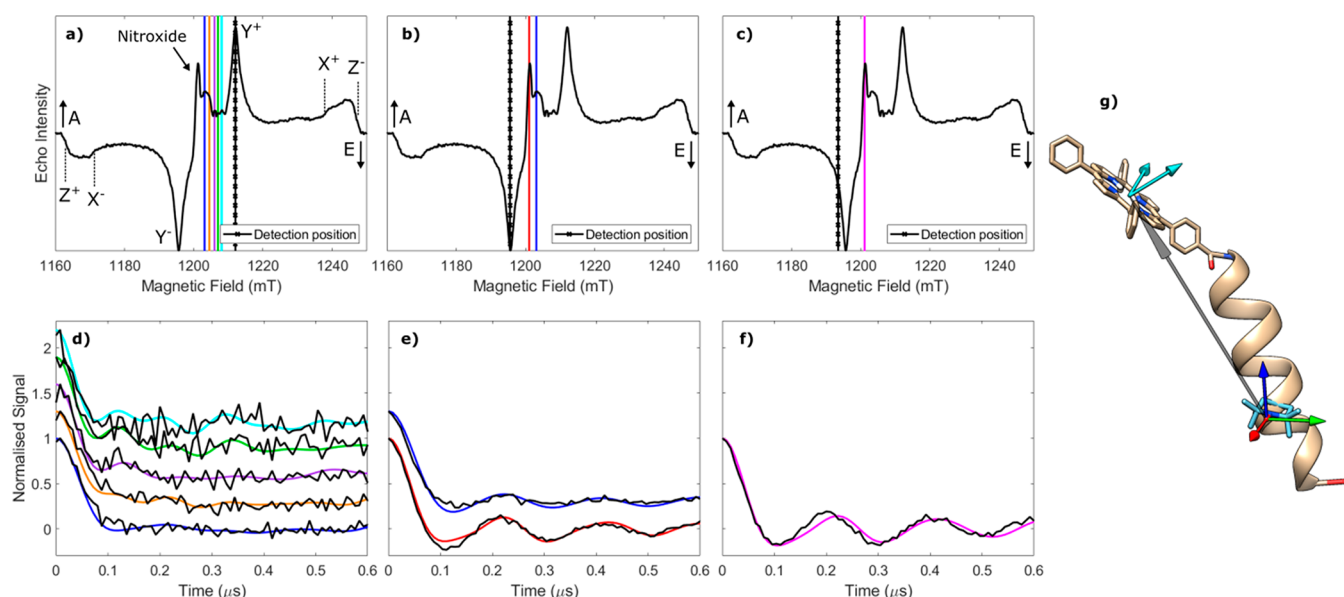 a)
Nitroxide
Y⁺
X⁺
Z⁻
A
E
Z⁺
X⁻
Y⁻
Detection position
Echo Intensity
1160 1180 1200 1220 1240
Magnetic Field (mT)
b)
A
E
Detection position
1160 1180 1200 1220 1240
Magnetic Field (mT)
c)
A
E
Detection position
1160 1180 1200 1220 1240
Magnetic Field (mT)
g)
d)
2
1.5
1
0.5
0
Normalised Signal
0 0.1 0.2 0.3 0.4 0.5 0.6
Time (μs)
e)
0 0.1 0.2 0.3 0.4 0.5 0.6
Time (μs)
f)
0 0.1 0.2 0.3 0.4 0.5 0.6
Time (μs)